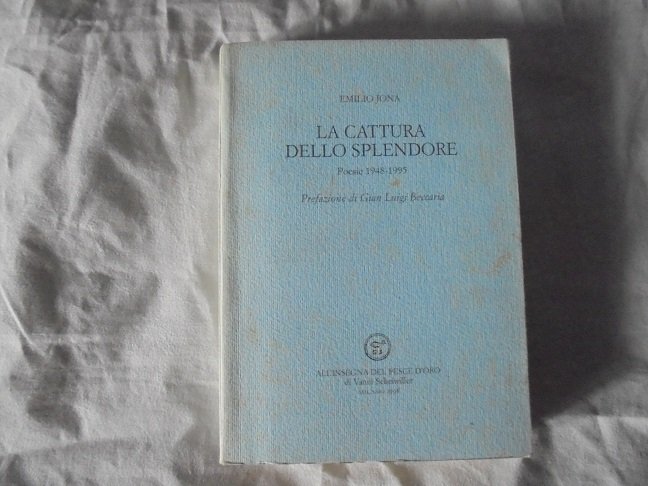 EMILIO JONA
LA CATTURA
DELLO SPLENDORE
Poesie 1948-1995
Prefazione di Gian Luigi Beccaria
ALL'INSEGNA DEL PESCE D'ORO
di Vanni Scheiwiller
MILANO